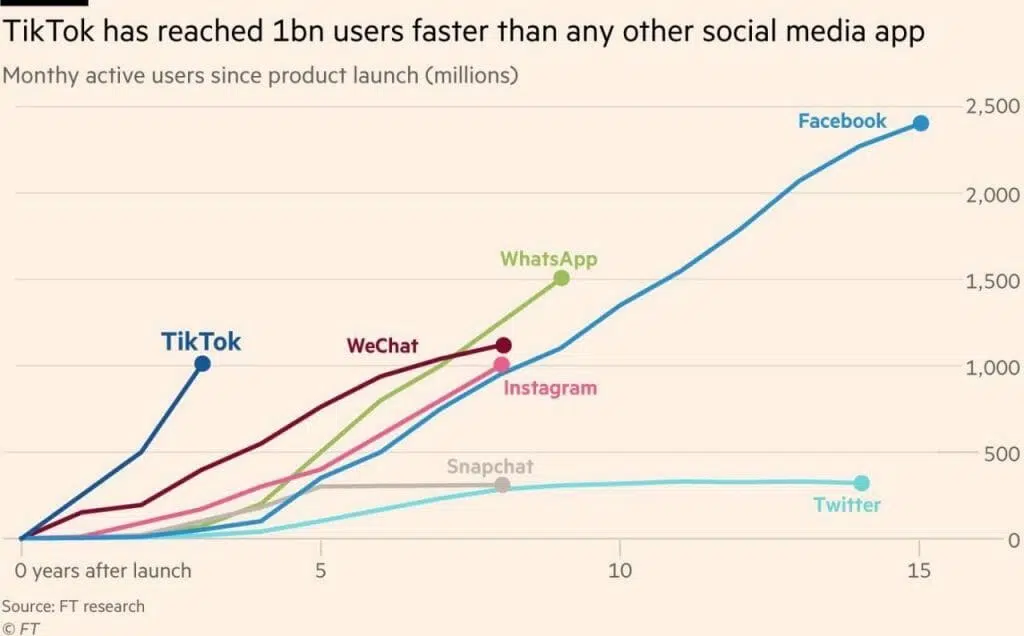 TikTok has reached 1bn users faster than any other social media app
Monthy active users since product launch (millions)
2,500
Facebook
2,000
WhatsApp
1,500
TikTok
WeChat
1,000
Instagram
Snapchat
500
Twitter
0
0 years after launch 5 10 15
Source: FT research
© FT